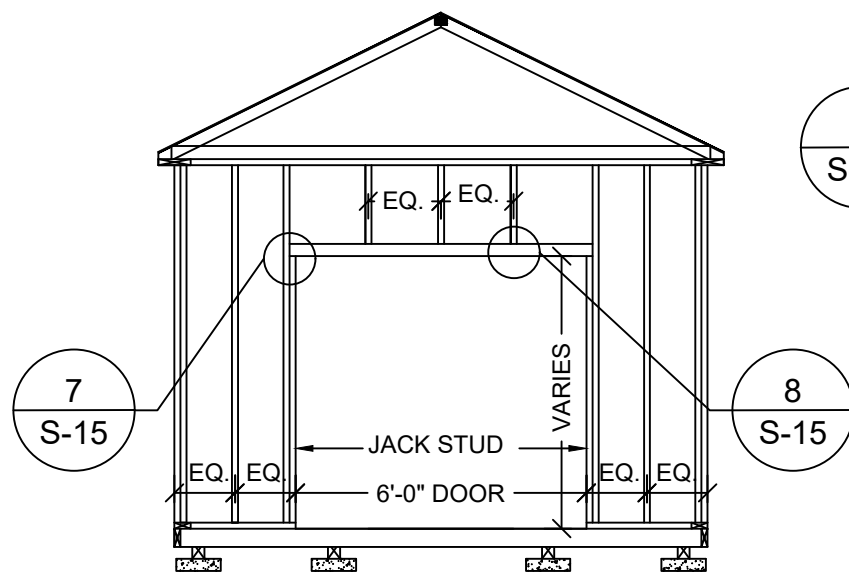 S
EQ. EQ.
7
S-15
VARIES
8
S-15
JACK STUD
EQ. EQ. EQ. EQ.
6'-0" DOOR